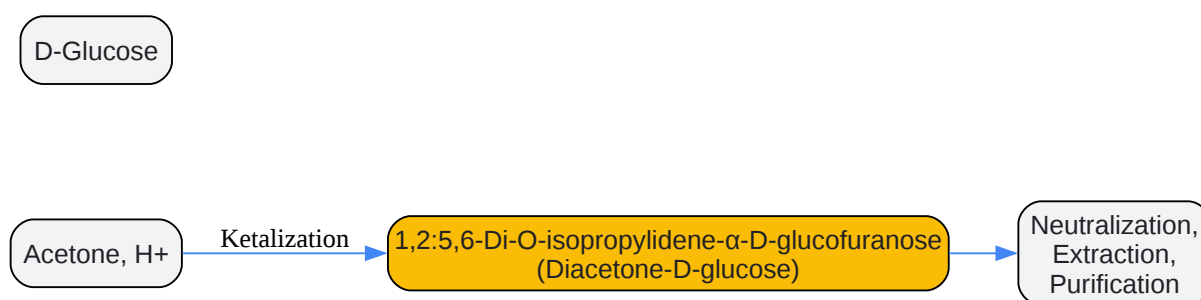 D-Glucose
Acetone, H+
Ketalization
1,2:5,6-Di-O-isopropylidene-α-D-glucofuranose
(Diacetone-D-glucose)
Neutralization,
Extraction,
Purification